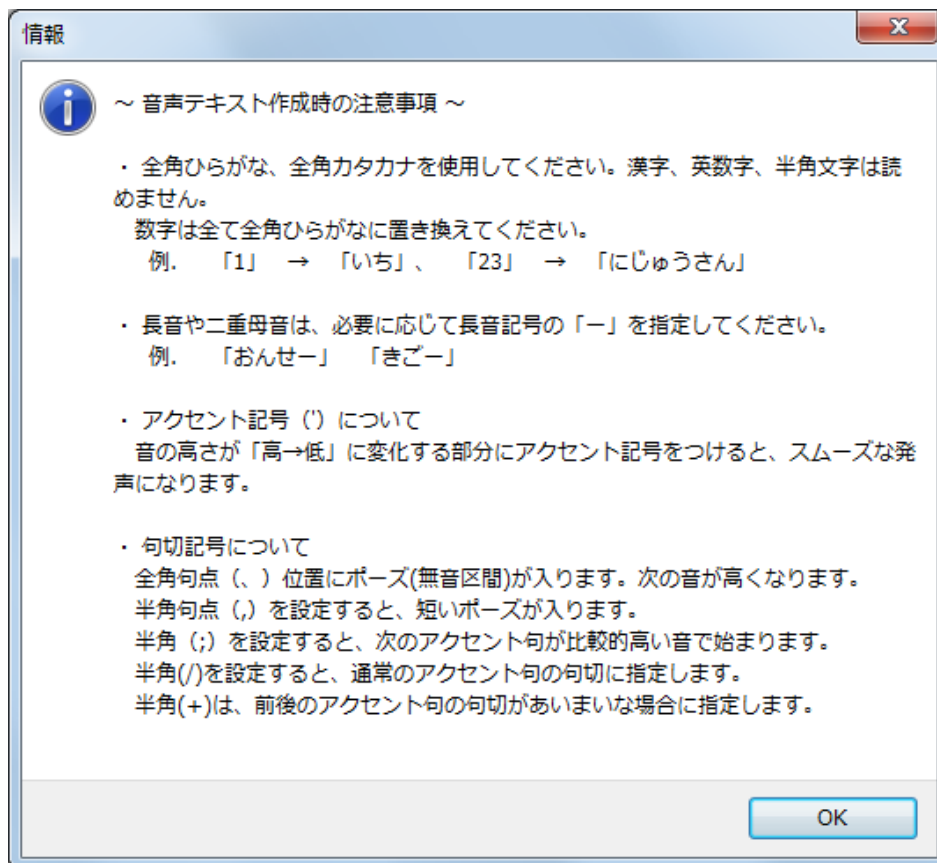 情報
～ 音声テキスト作成時の注意事項 ～
・ 全角ひらがな、全角カタカナを使用してください。漢字、英数字、半角文字は読
めません。
数字は全て全角ひらがなに置き換えてください。
例. 「1」 → 「いち」、 「23」 → 「にじゅうさん」
・ 長音や二重母音は、必要に応じて長音記号の「ー」を指定してください。
例. 「おんせー」 「きごー」
・ アクセント記号（'）について
音の高さが「高→低」に変化する部分にアクセント記号をつけると、スムーズな発
声になります。
・ 句切記号について
全角句点（、）位置にポーズ(無音区間)が入ります。次の音が高くなります。
半角句点（,）を設定すると、短いポーズが入ります。
半角（;）を設定すると、次のアクセント句が比較的高い音で始まります。
半角(/)を設定すると、通常のアクセント句の句切に指定します。
半角(+)は、前後のアクセント句の句切があいまいな場合に指定します。
OK